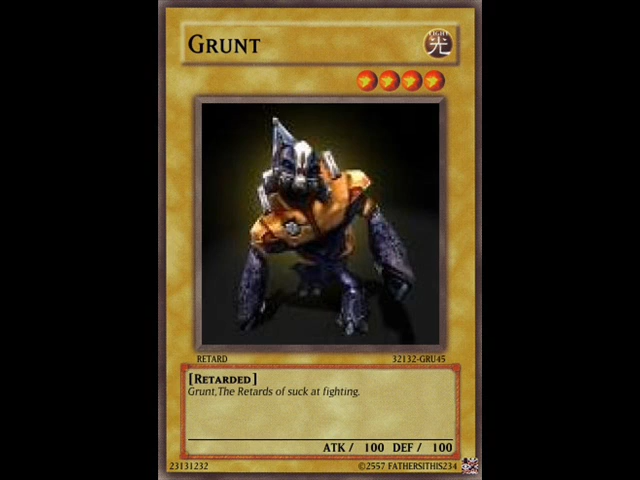 GRUNT
LIGHT
光
RETARD 32132-GRU45
[RETARDED]
Grunt,The Retards of suck at fighting.
ATK / 100 DEF / 100
23131232 ©2557 FATHERSITHIS234